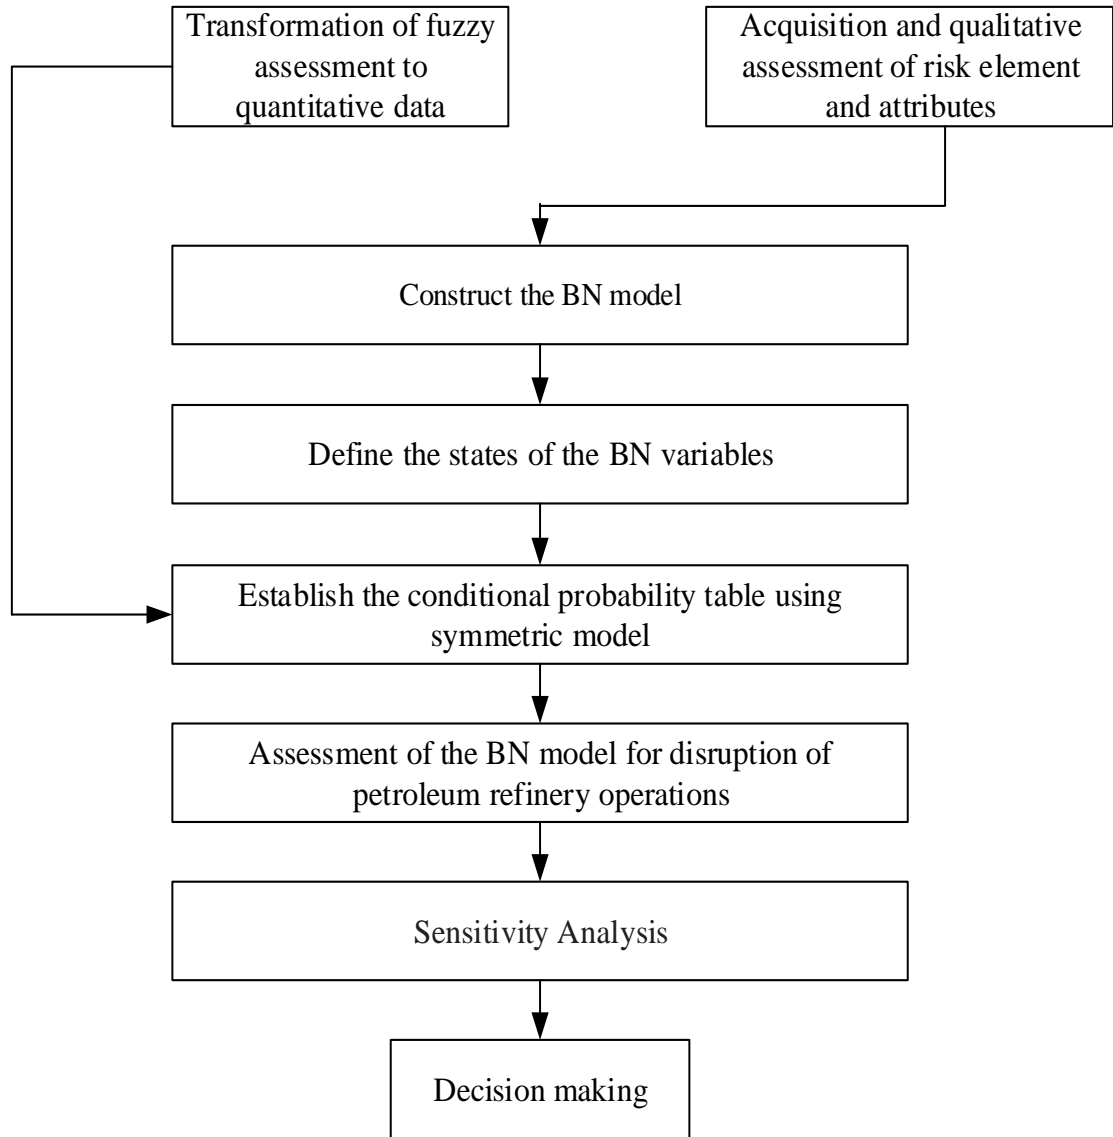 Transformation of fuzzy
assessment to
quantitative data
Acquisition and qualitative
assessment of risk element
and attributes
Construct the BN model
Define the states of the BN variables
Establish the conditional probability table using
symmetric model
Assessment of the BN model for disruption of
petroleum refinery operations
Sensitivity Analysis
Decision making